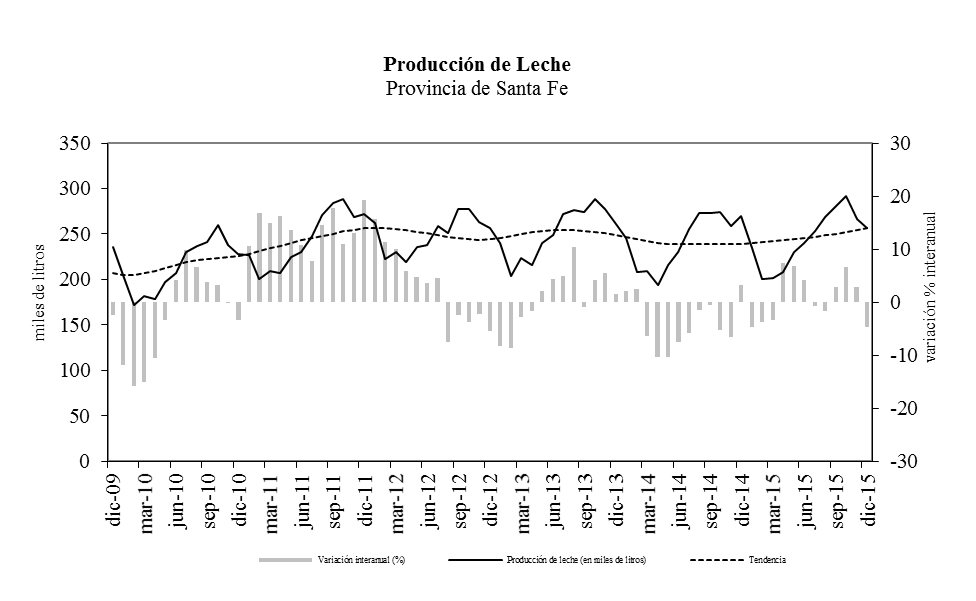 Producción de Leche
Provincia de Santa Fe
350
300
250
200
150
100
50
0
miles de litros
30
20
10
0
-10
-20
-30
variación % interanual
dic-09
mar-10
jun-10
sep-10
dic-10
mar-11
jun-11
sep-11
dic-11
mar-12
jun-12
sep-12
dic-12
mar-13
jun-13
sep-13
dic-13
mar-14
jun-14
sep-14
dic-14
mar-15
jun-15
sep-15
dic-15
Variación interanual (%)
Producción de leche (en miles de litros)
Tendencia